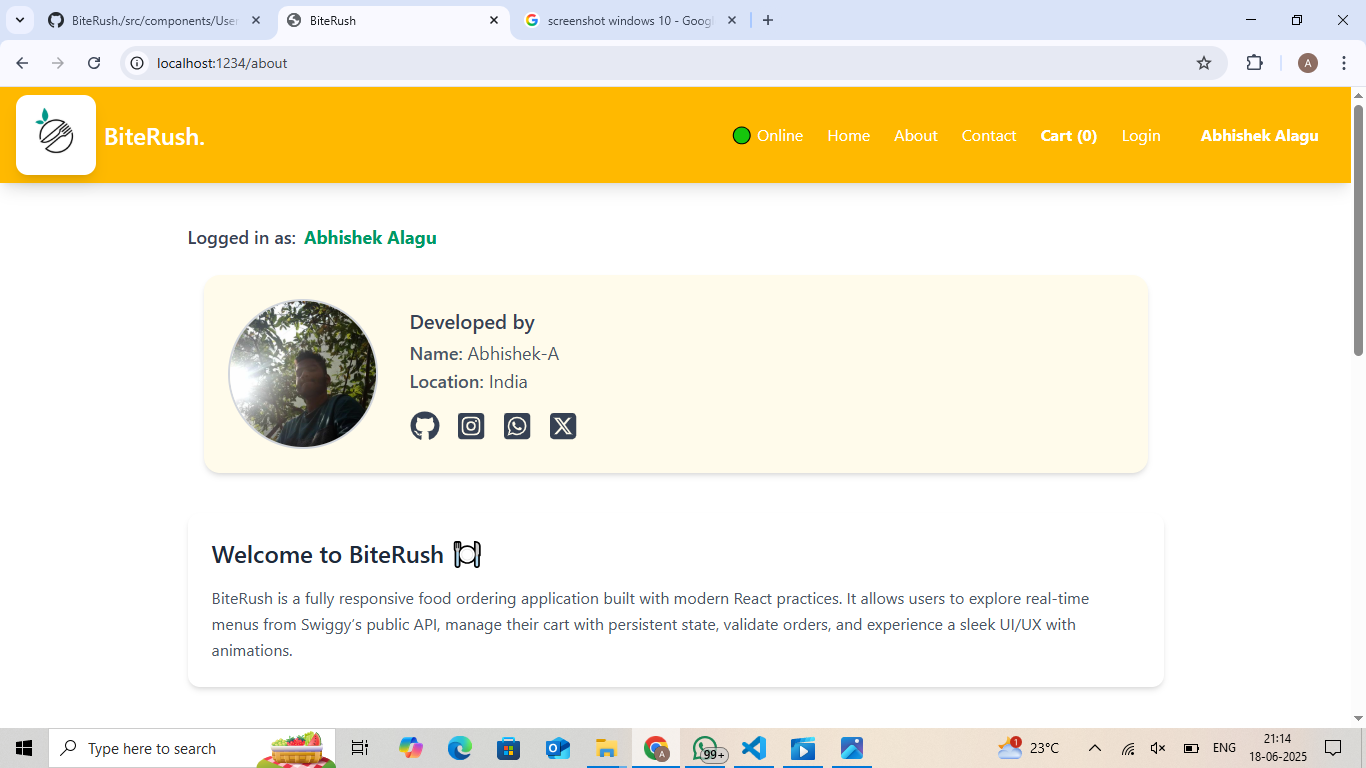 BiteRush./src/components/User
BiteRush
screenshot windows 10 - Goog
localhost:1234/about
A
BiteRush.
Online Home About Contact Cart (0) Login Abhishek Alagu
Logged in as: Abhishek Alagu
Developed by
Name: Abhishek-A
Location: India
Welcome to BiteRush
BiteRush is a fully responsive food ordering application built with modern React practices. It allows users to explore real-time
menus from Swiggy's public API, manage their cart with persistent state, validate orders, and experience a sleek UI/UX with
animations.
Type here to search
A
99+
1
23°C
ENG
21:14
18-06-2025